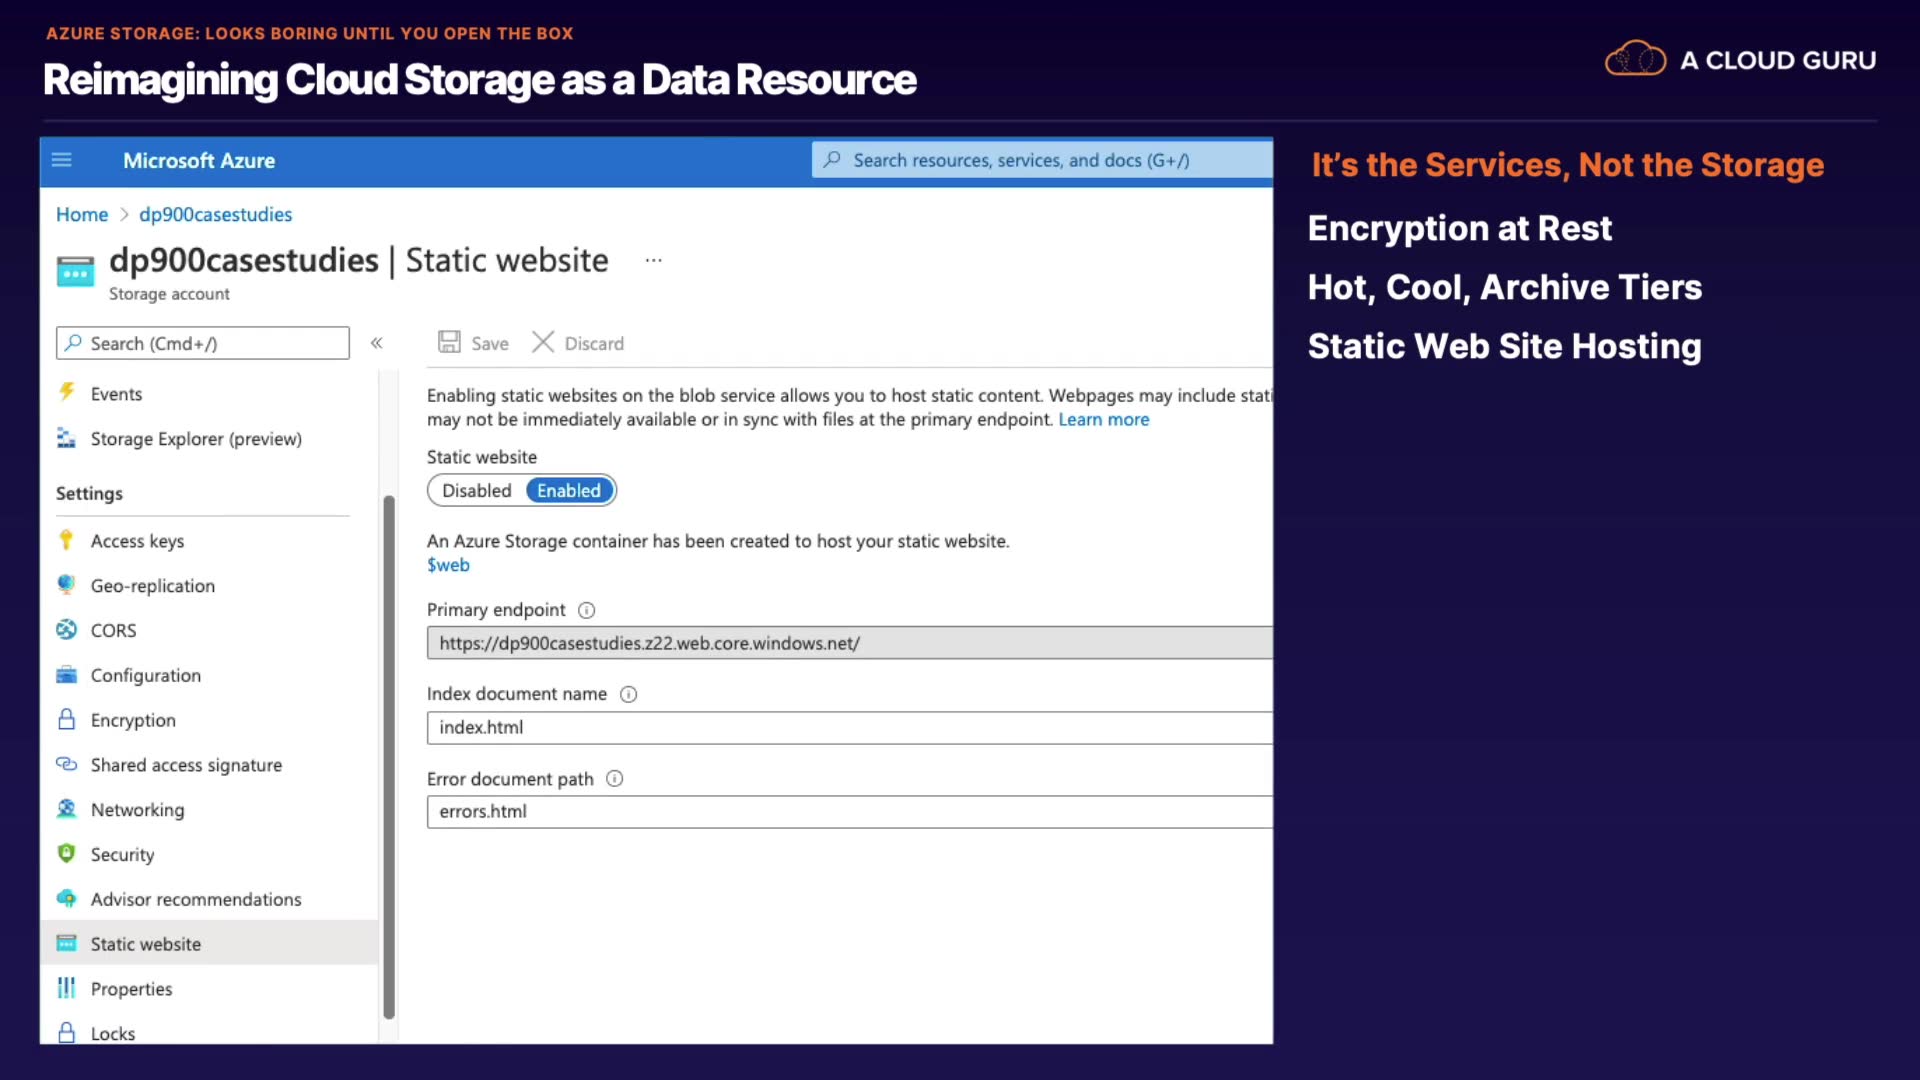 AZURE STORAGE: LOOKS BORING UNTIL YOU OPEN THE BOX
Reimagining Cloud Storage as a Data Resource
A CLOUD GURU
Microsoft Azure
Search resources, services, and docs (G+/)
Home > dp900casestudies
dp900casestudies | Static website ...
Storage account
Search (Cmd+/)
«
Save
Discard
Events
Storage Explorer (preview)
Settings
Access keys
Geo-replication
CORS
Configuration
Encryption
Shared access signature
Networking
Security
Advisor recommendations
Static website
Properties
Locks
Enabling static websites on the blob service allows you to host static content. Webpages may include stati
may not be immediately available or in sync with files at the primary endpoint. Learn more
Static website
Disabled Enabled
An Azure Storage container has been created to host your static website.
$web
Primary endpoint
https://dp900casestudies.z22.web.core.windows.net/
Index document name
index.html
Error document path
errors.html
It’s the Services, Not the Storage
Encryption at Rest
Hot, Cool, Archive Tiers
Static Web Site Hosting